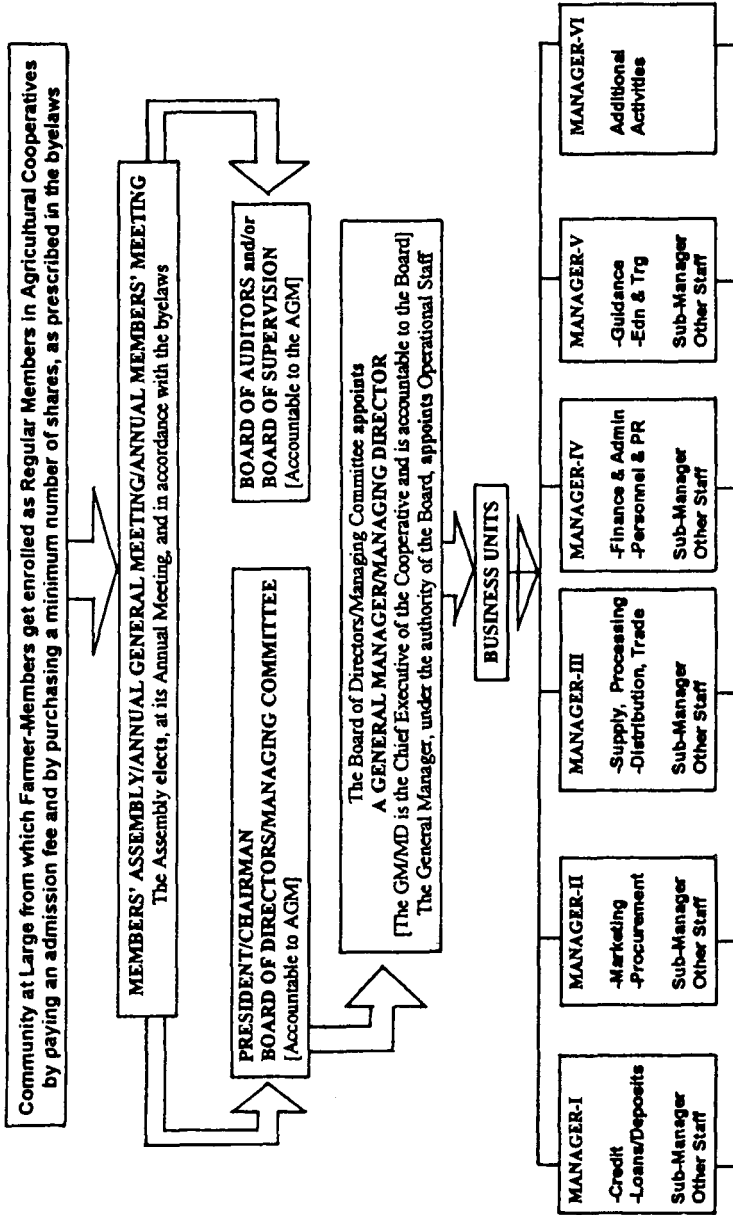 Community at Large from which Farmer-Members get enrolled as Regular Members in Agricultural Cooperatives
by paying an admission fee and by purchasing a minimum number of shares, as prescribed in the byelaws
MEMBERS' ASSEMBLY/ANNUAL GENERAL MEETING/ANNUAL MEMBERS' MEETING
The Assembly elects, at its Annual Meeting, and in accordance with the byelaws
PRESIDENT/CHAIRMAN
BOARD OF DIRECTORS/MANAGING COMMITTEE
[Accountable to AGM]
BOARD OF AUDITORS and/or
BOARD OF SUPERVISION
[Accountable to the AGM]
The Board of Directors/Managing Committee appoints
A GENERAL MANAGER/MANAGING DIRECTOR
[The GM/MD is the Chief Executive of the Cooperative and is accountable to the Board]
The General Manager, under the authority of the Board, appoints Operational Staff
BUSINESS UNITS
MANAGER-I
-Credit
-Loans/Deposits
Sub-Manager
Other Staff
MANAGER-II
-Marketing
-Procurement
Sub-Manager
Other Staff
MANAGER-III
-Supply, Processing
-Distribution, Trade
Sub-Manager
Other Staff
MANAGER-IV
-Finance & Admin
-Personnel & PR
Sub-Manager
Other Staff
MANAGER-V
-Guidance
-Edn & Trg
Sub-Manager
Other Staff
MANAGER-VI
Additional
Activities